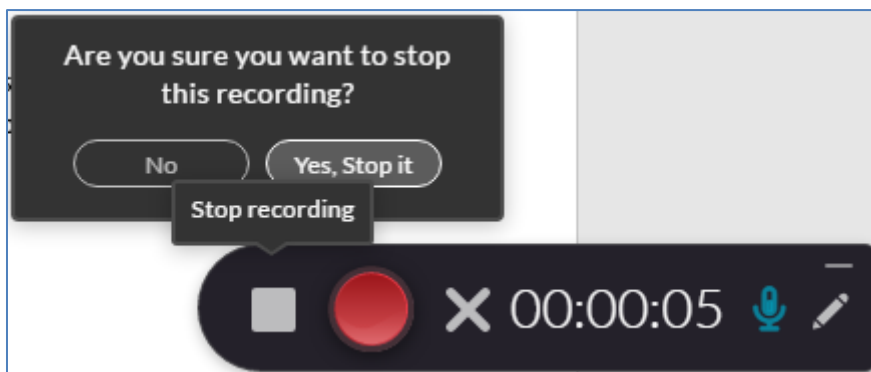 Are you sure you want to stop
this recording?
No
Yes, Stop it
Stop recording
00:00:05